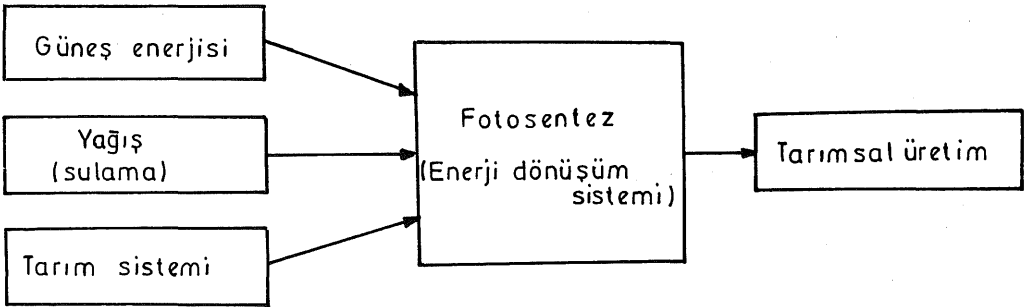 Güneş enerjisi
Yağış
(sulama)
Tarım sistemi
Fotosentez
(Enerji dönüşüm
sistemi)
Tarımsal üretim